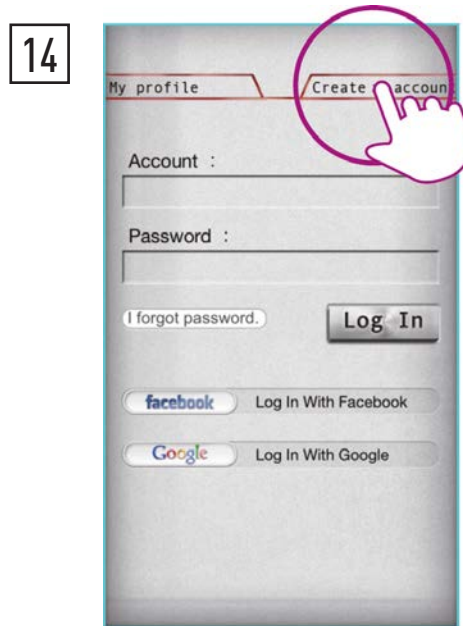 14
My profile
Create account
Account :
Password :
I forgot password.
Log In
facebook Log In With Facebook
Google Log In With Google